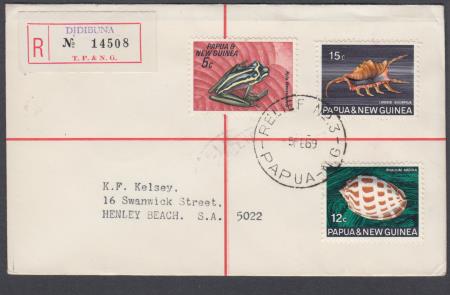 DIDIBUNA
R
No 14508
T. P. & N. G.
PAPUA &
NEW GUINEA
5c
15c
PAPUA & NEW GUINEA
RELIEF No.3
PAPUA-N.G.
K.F. Kelsey,
16 Swanwick Street,
HENLEY BEACH. S.A. 5022
12c
PAPUA & NEW GUINEA